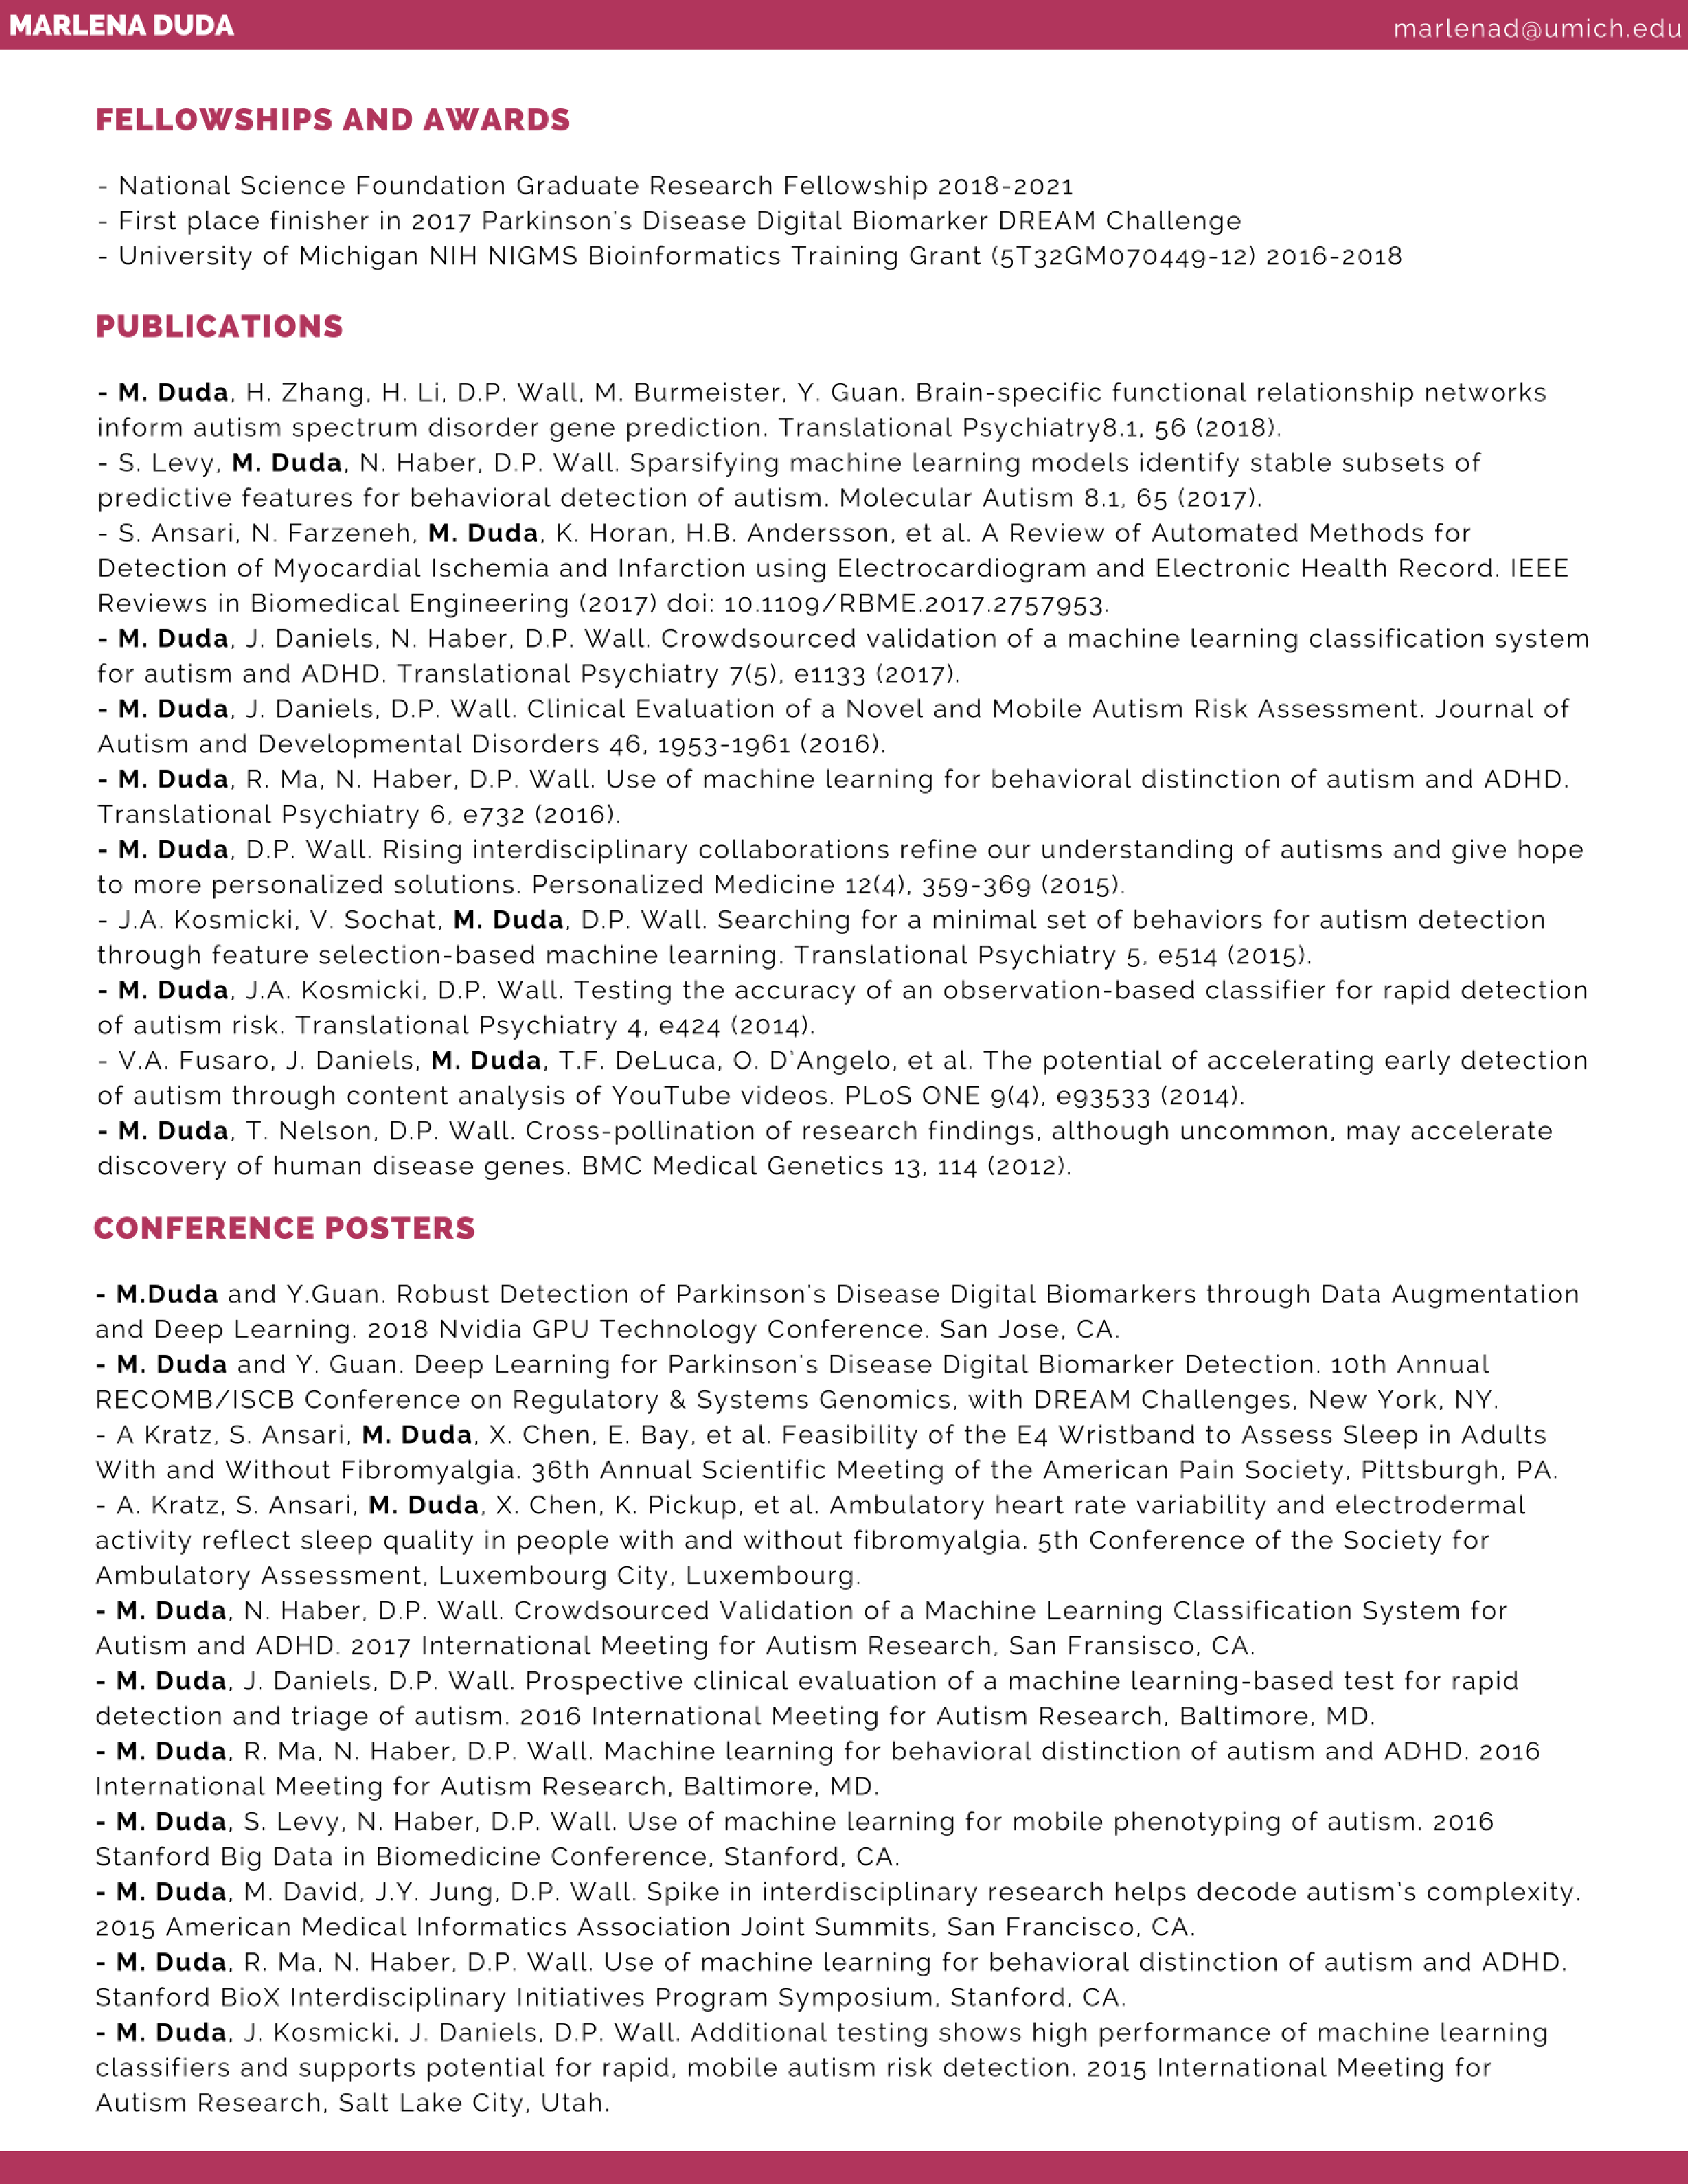 MARLENA DUDA
marlenad@umich.edu
FELLOWSHIPS AND AWARDS
- National Science Foundation Graduate Research Fellowship 2018-2021
- First place finisher in 2017 Parkinson's Disease Digital Biomarker DREAM Challenge
- University of Michigan NIH NIGMS Bioinformatics Training Grant (5T32GM070449-12) 2016-2018
PUBLICATIONS
- M. Duda, H. Zhang, H. Li, D.P. Wall, M. Burmeister, Y. Guan. Brain-specific functional relationship networks
inform autism spectrum disorder gene prediction. Translational Psychiatry8.1, 56 (2018).
- S. Levy, M. Duda, N. Haber, D.P. Wall. Sparsifying machine learning models identify stable subsets of
predictive features for behavioral detection of autism. Molecular Autism 8.1, 65 (2017).
- S. Ansari, N. Farzeneh, M. Duda, K. Horan, H.B. Andersson, et al. A Review of Automated Methods for
Detection of Myocardial Ischemia and Infarction using Electrocardiogram and Electronic Health Record. IEEE
Reviews in Biomedical Engineering (2017) doi: 10.1109/RBME.2017.2757953.
- M. Duda, J. Daniels, N. Haber, D.P. Wall. Crowdsourced validation of a machine learning classification system
for autism and ADHD. Translational Psychiatry 7(5), e1133 (2017).
- M. Duda, J. Daniels, D.P. Wall. Clinical Evaluation of a Novel and Mobile Autism Risk Assessment. Journal of
Autism and Developmental Disorders 46, 1953-1961 (2016).
- M. Duda, R. Ma, N. Haber, D.P. Wall. Use of machine learning for behavioral distinction of autism and ADHD.
Translational Psychiatry 6, e732 (2016).
- M. Duda, D.P. Wall. Rising interdisciplinary collaborations refine our understanding of autisms and give hope
to more personalized solutions. Personalized Medicine 12(4), 359-369 (2015).
- J.A. Kosmicki, V. Sochat, M. Duda, D.P. Wall. Searching for a minimal set of behaviors for autism detection
through feature selection-based machine learning. Translational Psychiatry 5, e514 (2015).
- M. Duda, J.A. Kosmicki, D.P. Wall. Testing the accuracy of an observation-based classifier for rapid detection
of autism risk. Translational Psychiatry 4, e424 (2014).
- V.A. Fusaro, J. Daniels, M. Duda, T.F. DeLuca, O. D'Angelo, et al. The potential of accelerating early detection
of autism through content analysis of YouTube videos. PLoS ONE 9(4), e93533 (2014).
- M. Duda, T. Nelson, D.P. Wall. Cross-pollination of research findings, although uncommon, may accelerate
discovery of human disease genes. BMC Medical Genetics 13, 114 (2012).
CONFERENCE POSTERS
- M.Duda and Y.Guan. Robust Detection of Parkinson's Disease Digital Biomarkers through Data Augmentation
and Deep Learning. 2018 Nvidia GPU Technology Conference. San Jose, CA.
- M. Duda and Y. Guan. Deep Learning for Parkinson's Disease Digital Biomarker Detection. 10th Annual
RECOMB/ISCB Conference on Regulatory & Systems Genomics, with DREAM Challenges, New York, NY.
- A Kratz, S. Ansari, M. Duda, X. Chen, E. Bay, et al. Feasibility of the E4 Wristband to Assess Sleep in Adults
With and Without Fibromyalgia. 36th Annual Scientific Meeting of the American Pain Society, Pittsburgh, PA.
- A. Kratz, S. Ansari, M. Duda, X. Chen, K. Pickup, et al. Ambulatory heart rate variability and electrodermal
activity reflect sleep quality in people with and without fibromyalgia. 5th Conference of the Society for
Ambulatory Assessment, Luxembourg City, Luxembourg.
- M. Duda, N. Haber, D.P. Wall. Crowdsourced Validation of a Machine Learning Classification System for
Autism and ADHD. 2017 International Meeting for Autism Research, San Fransisco, CA.
- M. Duda, J. Daniels, D.P. Wall. Prospective clinical evaluation of a machine learning-based test for rapid
detection and triage of autism. 2016 International Meeting for Autism Research, Baltimore, MD.
- M. Duda, R. Ma, N. Haber, D.P. Wall. Machine learning for behavioral distinction of autism and ADHD. 2016
International Meeting for Autism Research, Baltimore, MD.
- M. Duda, S. Levy, N. Haber, D.P. Wall. Use of machine learning for mobile phenotyping of autism. 2016
Stanford Big Data in Biomedicine Conference, Stanford, CA.
- M. Duda, M. David, J.Y. Jung, D.P. Wall. Spike in interdisciplinary research helps decode autism's complexity.
2015 American Medical Informatics Association Joint Summits, San Francisco, CA.
- M. Duda, R. Ma, N. Haber, D.P. Wall. Use of machine learning for behavioral distinction of autism and ADHD.
Stanford BioX Interdisciplinary Initiatives Program Symposium, Stanford, CA.
- M. Duda, J. Kosmicki, J. Daniels, D.P. Wall. Additional testing shows high performance of machine learning
classifiers and supports potential for rapid, mobile autism risk detection. 2015 International Meeting for
Autism Research, Salt Lake City, Utah.